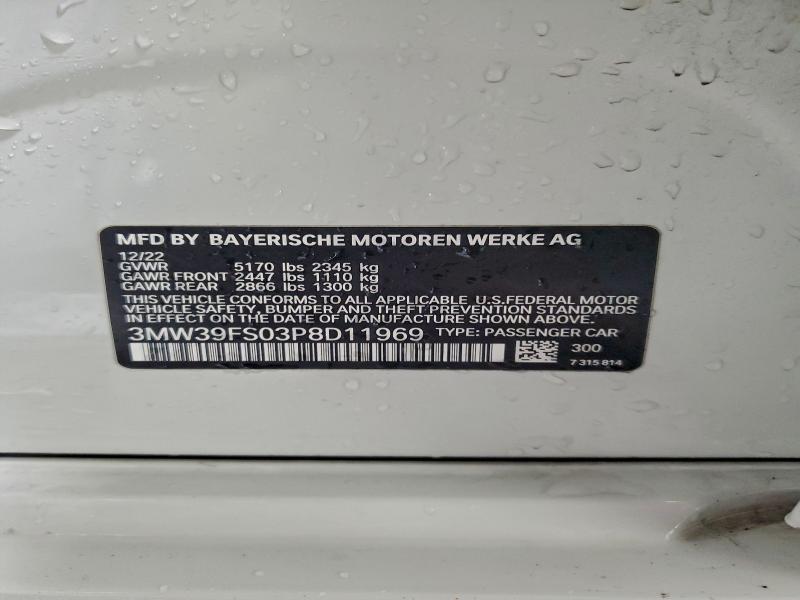 MFD BY BAYERISCHE MOTOREN WERKE AG
12/22
GVWR 5170 lbs 2345 kg
GAWR FRONT 2447 lbs 1110 kg
GAWR REAR 2866 lbs 1300 kg
THIS VEHICLE CONFORMS TO ALL APPLICABLE U.S.FEDERAL MOTOR
VEHICLE SAFETY, BUMPER AND THEFT PREVENTION STANDARDS
IN EFFECT ON THE DATE OF MANUFACTURE SHOWN ABOVE.
3MW39FS03P8D11969 TYPE: PASSENGER CAR
300
7 315 814